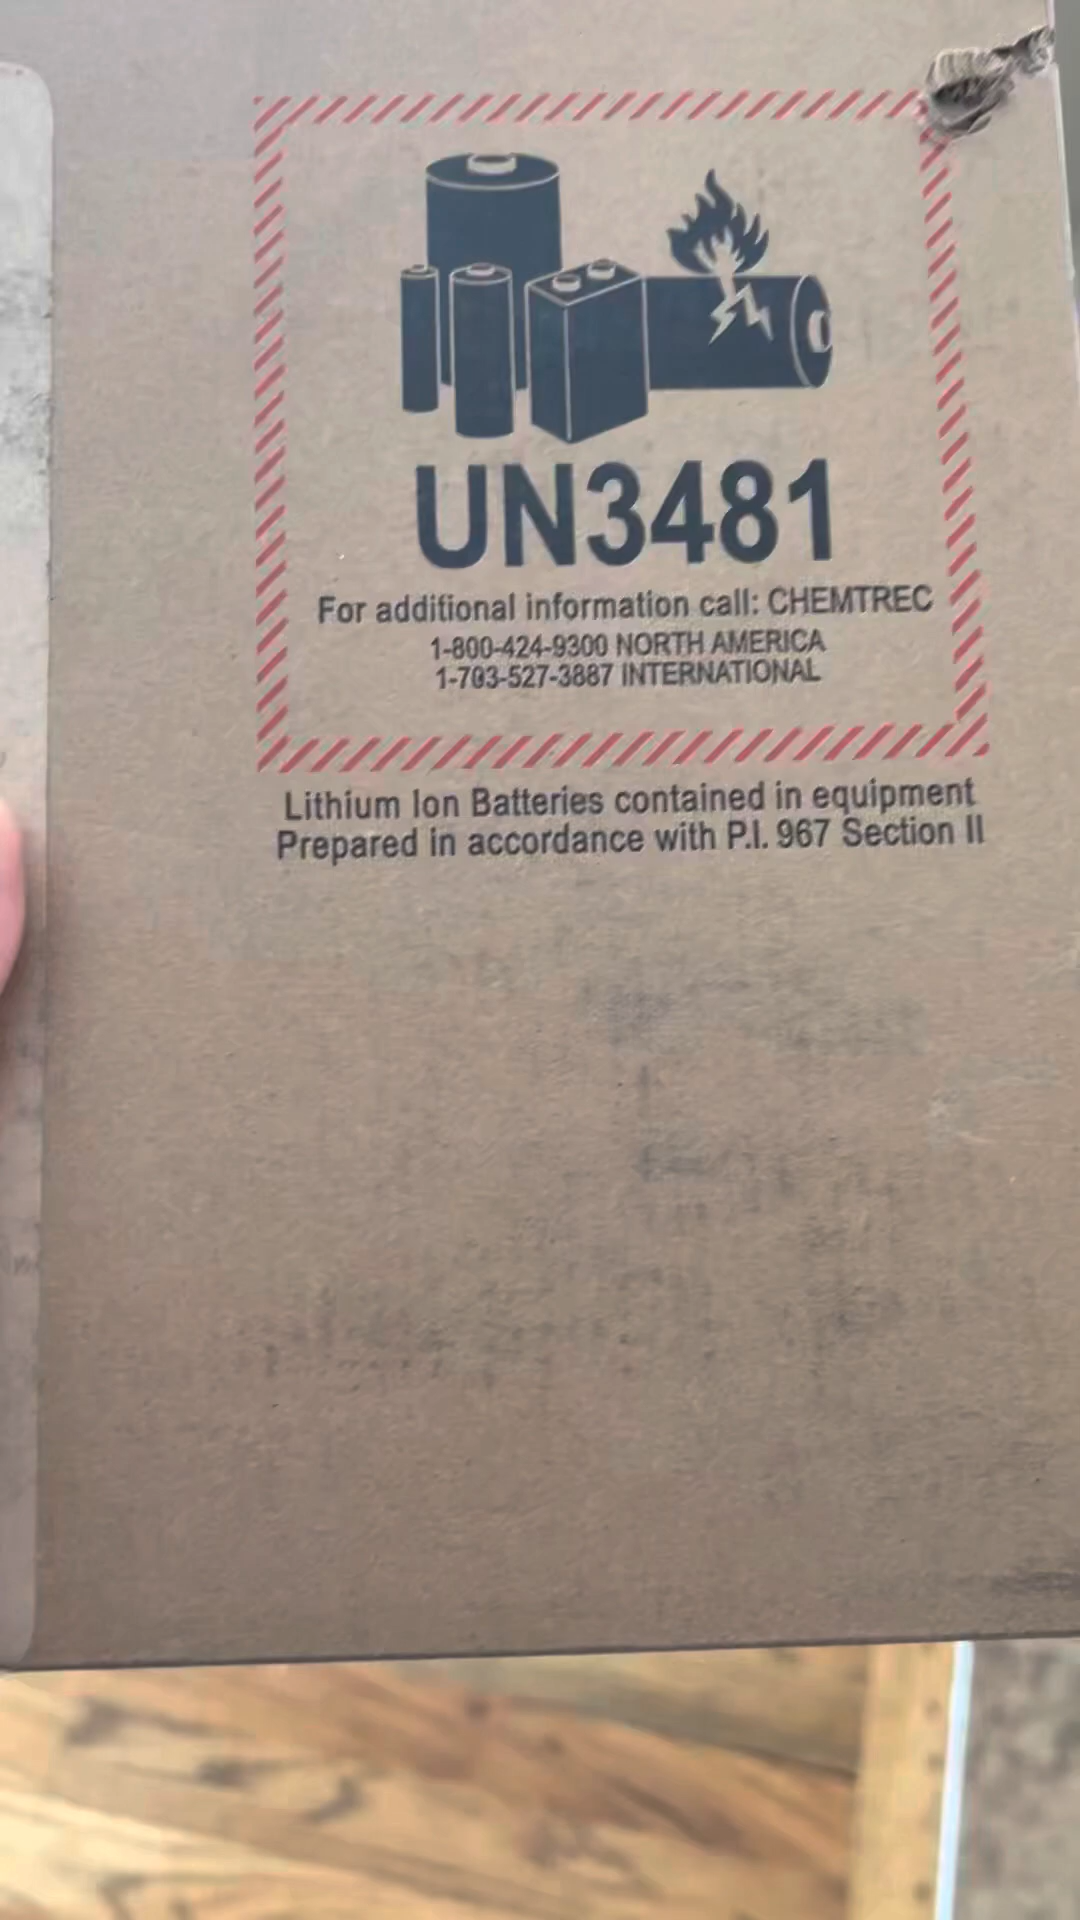 UN3481
For additional information call: CHEMTREC
1-800-424-9300 NORTH AMERICA
1-703-527-3887 INTERNATIONAL
Lithium Ion Batteries contained in equipment
Prepared in accordance with P.I. 967 Section II